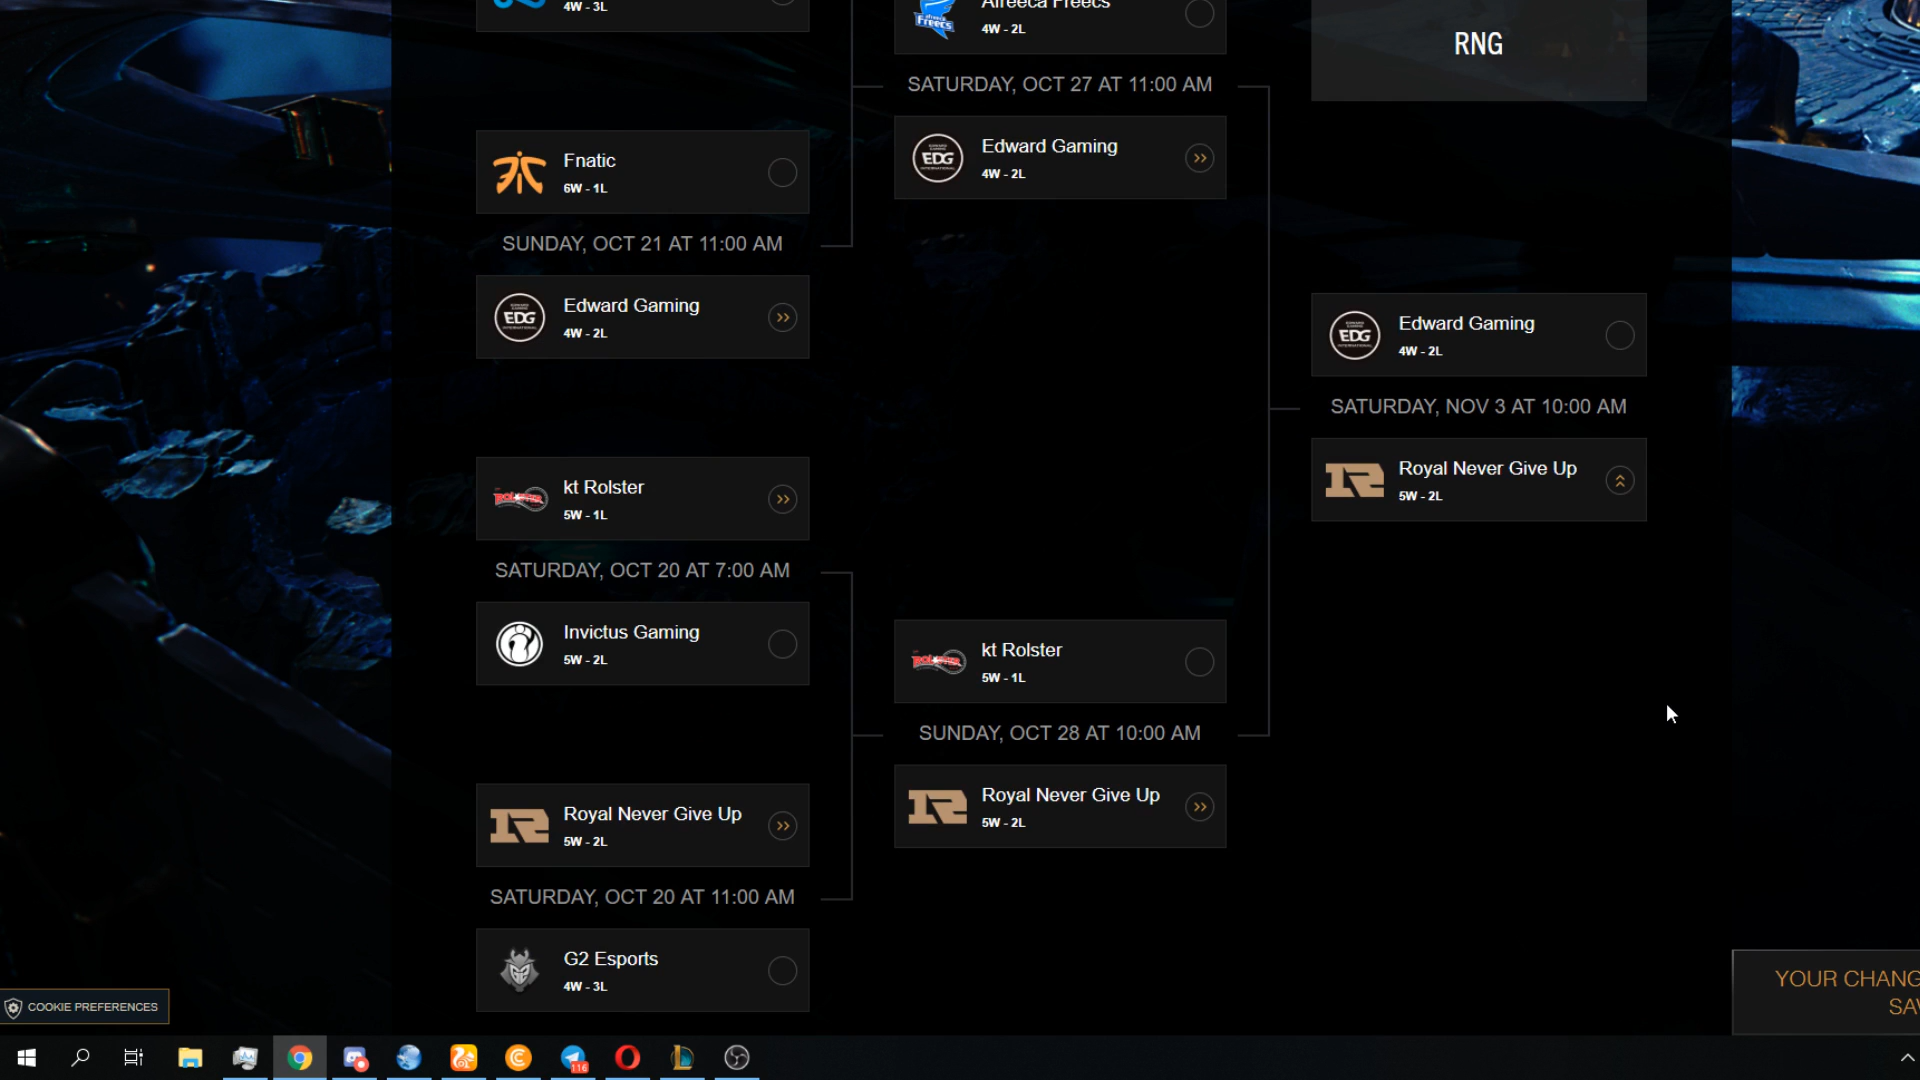 4W - 3L
Afreeca Freecs
4W - 2L
RNG
SATURDAY, OCT 27 AT 11:00 AM
Fnatic
6W - 1L
Edward Gaming
4W - 2L
SUNDAY, OCT 21 AT 11:00 AM
Edward Gaming
4W - 2L
Edward Gaming
4W - 2L
SATURDAY, NOV 3 AT 10:00 AM
Royal Never Give Up
5W - 2L
kt Rolster
5W - 1L
SATURDAY, OCT 20 AT 7:00 AM
Invictus Gaming
5W - 2L
kt Rolster
5W - 1L
SUNDAY, OCT 28 AT 10:00 AM
Royal Never Give Up
5W - 2L
Royal Never Give Up
5W - 2L
SATURDAY, OCT 20 AT 11:00 AM
G2 Esports
4W - 3L
YOUR CHANG
SAV
COOKIE PREFERENCES
116